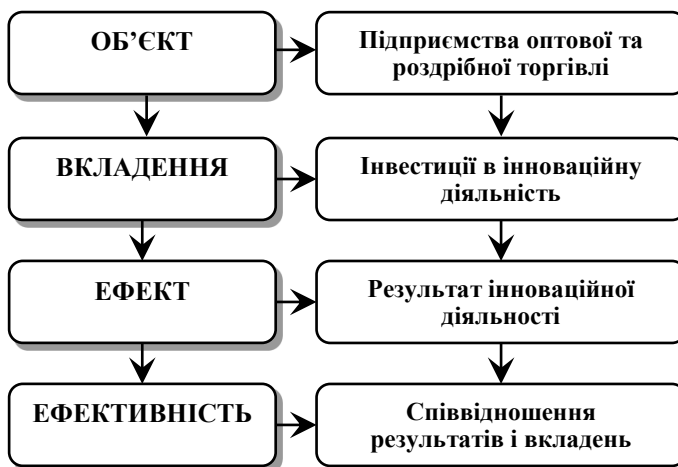 ОБ’ЄКТ
Підприємства оптової та
роздрібної торгівлі
ВКЛАДЕННЯ
Інвестиції в інноваційну
діяльність
ЕФЕКТ
Результат інноваційної
діяльності
ЕФЕКТИВНІСТЬ
Співвідношення
результатів і вкладень